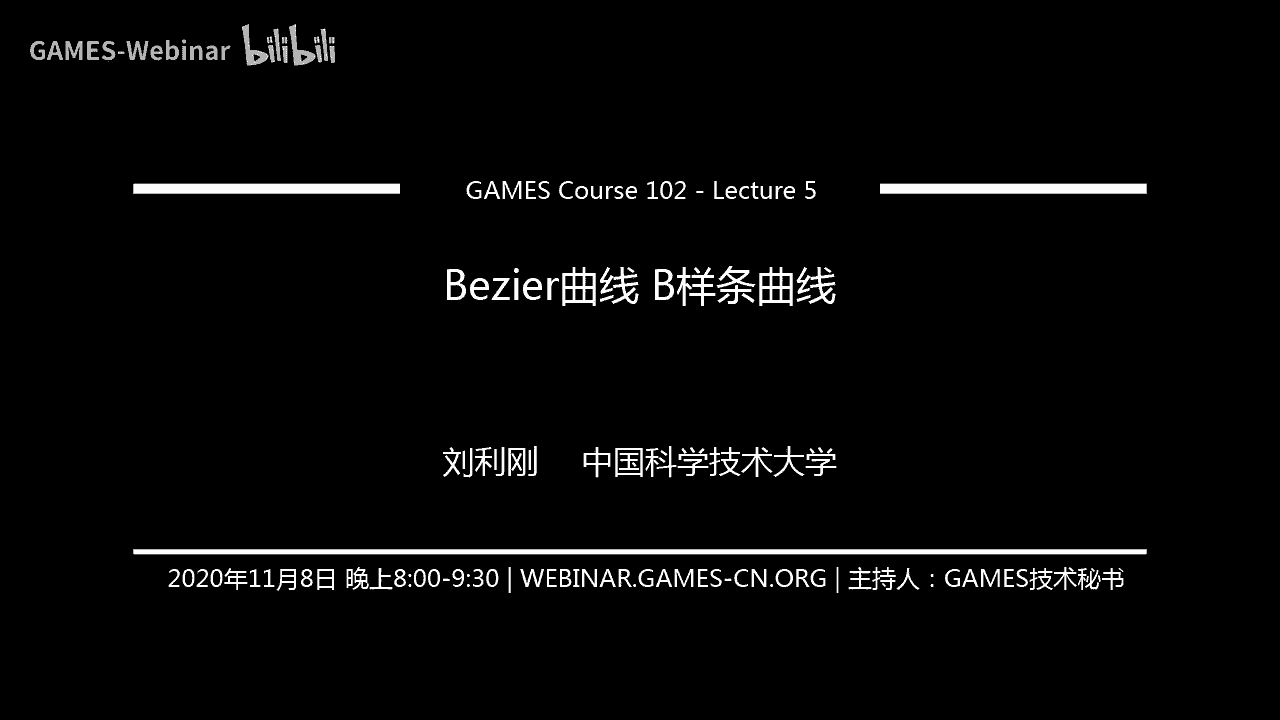 GAMES-Webinar bilibili
GAMES Course 102 - Lecture 5
Bezier曲线 B样条曲线
刘利刚 中国科学技术大学
2020年11月8日 晚上8:00-9:30 | WEBINAR.GAMES-CN.ORG | 主持人：GAMES技术秘书